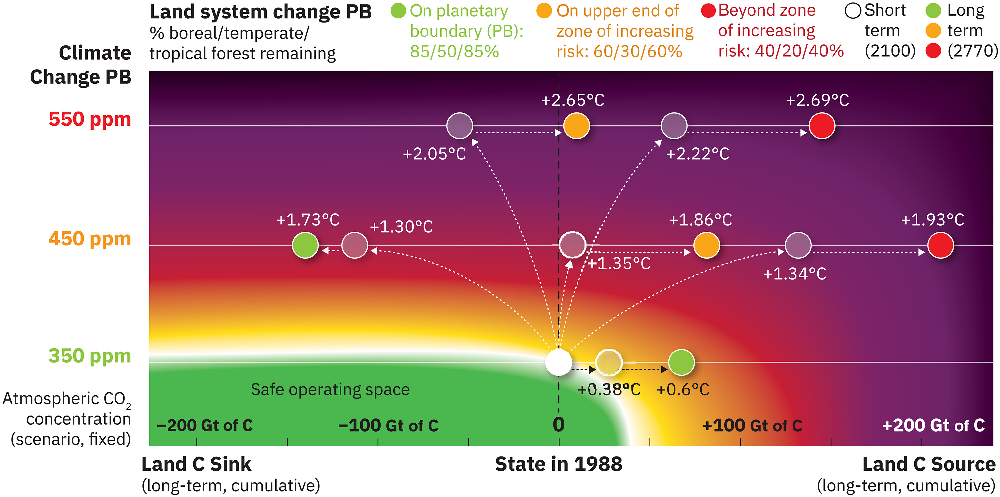 Land system change PB
% boreal/temperate/
tropical forest remaining
On planetary
boundary (PB):
85/50/85%
On upper end of
zone of increasing
risk: 60/30/60%
Beyond zone
of increasing
risk: 40/20/40%
Short
term
(2100)
Long
term
(2770)
Climate
Change PB
550 ppm
+2.65°C
+2.69°C
+2.05°C
+2.22°C
450 ppm
+1.73°C
+1.30°C
+1.86°C
+1.93°C
+1.35°C
+1.34°C
350 ppm
Safe operating space
+0.38°C
+0.6°C
Atmospheric CO₂
concentration
(scenario, fixed)
−200 Gt of C
−100 Gt of C
0
+100 Gt of C
+200 Gt of C
Land C Sink
(long-term, cumulative)
State in 1988
Land C Source
(long-term, cumulative)